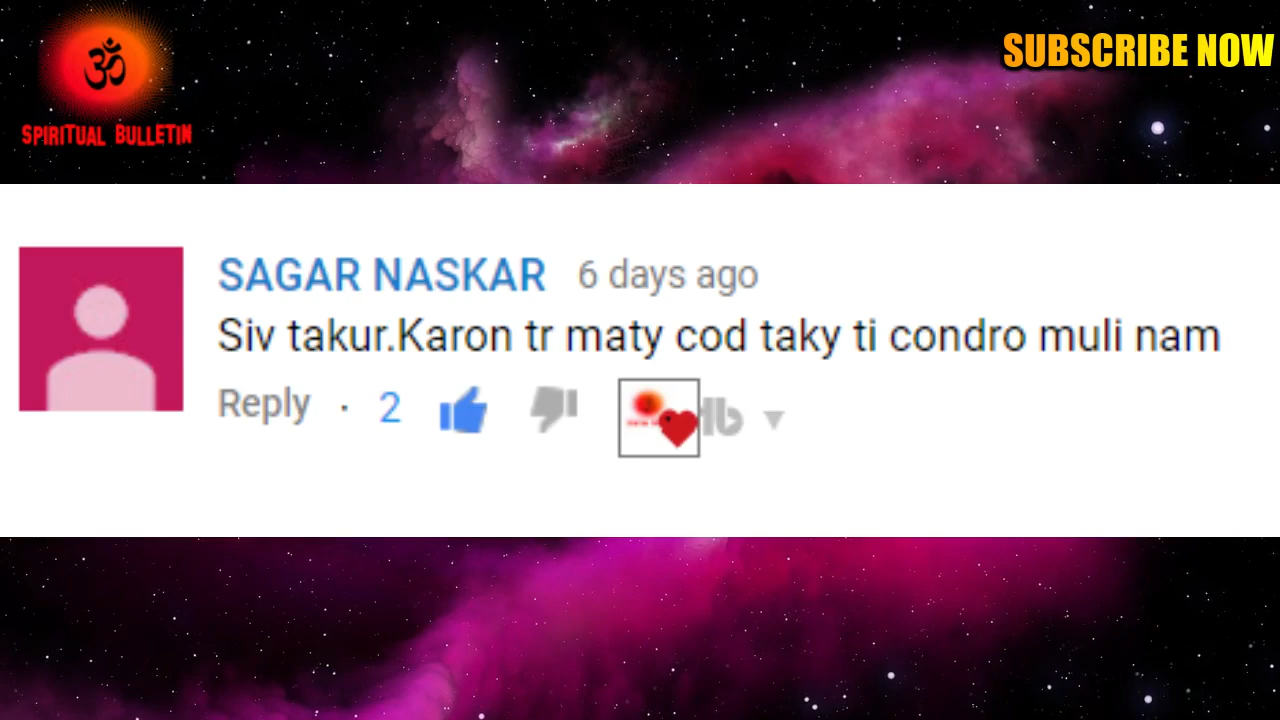 ॐ
SPIRITUAL BULLETIN
SUBSCRIBE NOW
SAGAR NASKAR 6 days ago
Siv takur.Karon tr maty cod taky ti condro muli nam
Reply · 2